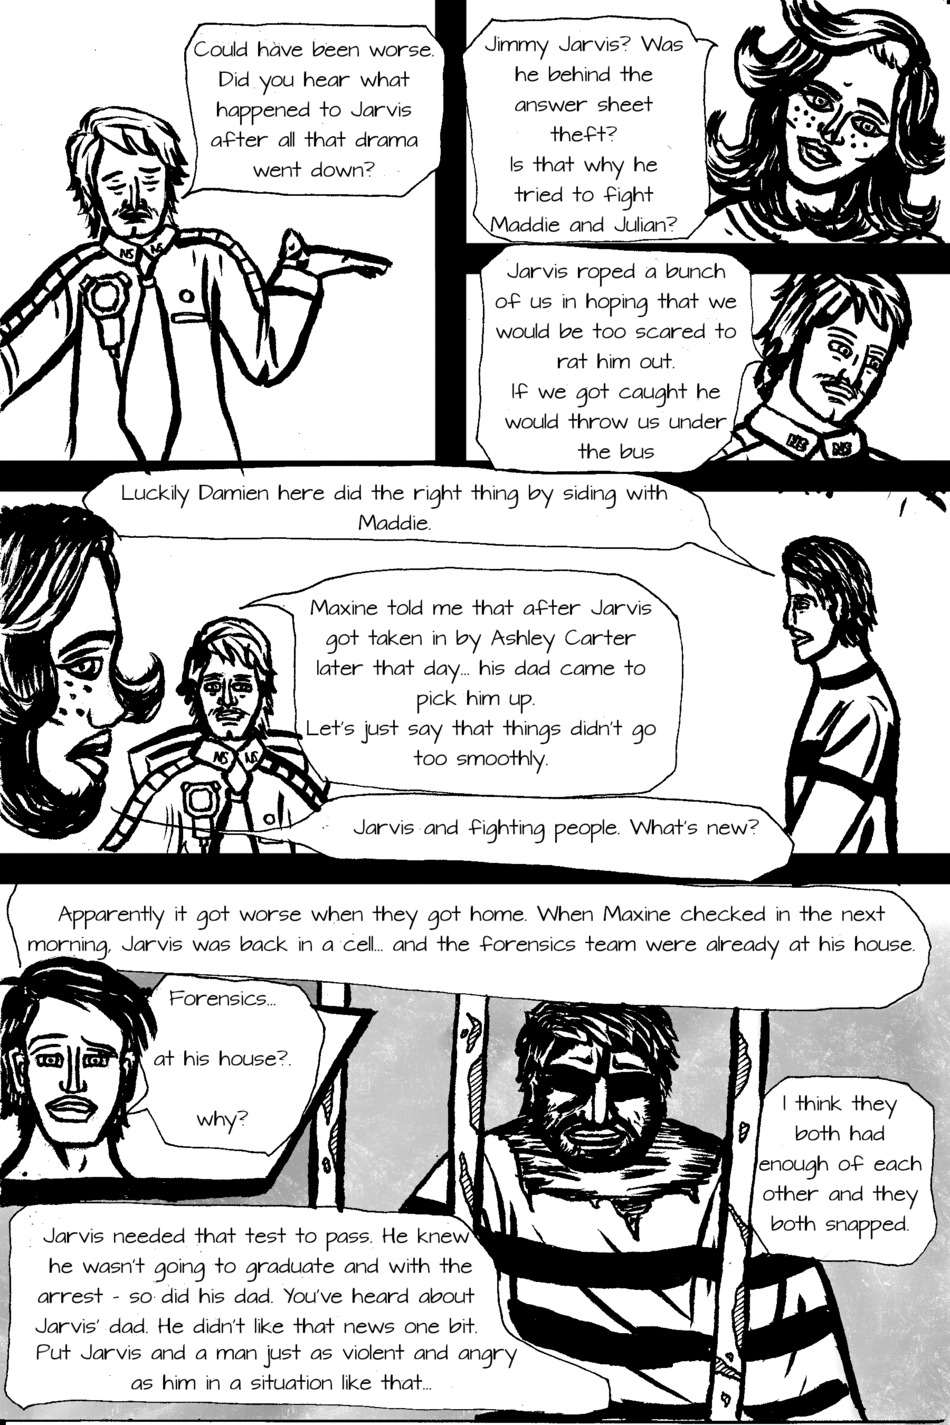 Could have been worse.
Did you hear what
happened to Jarvis
after all that drama
went down?
NS NS
Jimmy Jarvis? Was
he behind the
answer sheet
theft?
Is that why he
tried to fight
Maddie and Julian?
Jarvis roped a bunch
of us in hoping that we
would be too scared to
rat him out.
If we got caught he
would throw us under
the bus
NS NS
Luckily Damien here did the right thing by siding with
Maddie.
Maxine told me that after Jarvis
got taken in by Ashley Carter
later that day... his dad came to
pick him up.
Let's just say that things didn't go
too smoothly.
NS NS
Jarvis and fighting people. What's new?
Apparently it got worse when they got home. When Maxine checked in the next
morning, Jarvis was back in a cell... and the forensics team were already at his house.
Forensics...
at his house?.
why?
I think they
both had
enough of each
other and they
both snapped.
Jarvis needed that test to pass. He knew
he wasn't going to graduate and with the
arrest - so did his dad. You've heard about
Jarvis' dad. He didn't like that news one bit.
Put Jarvis and a man just as violent and angry
as him in a situation like that...